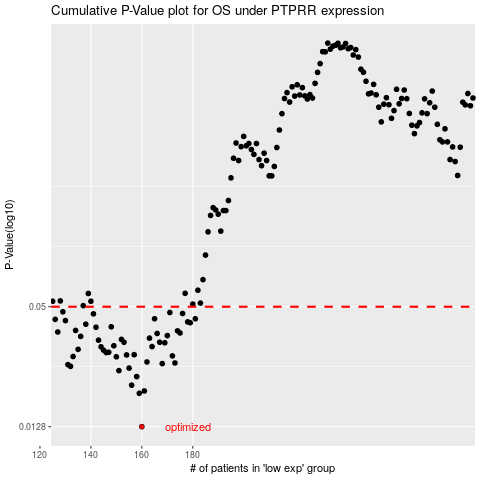 Cumulative P-Value plot for OS under PTPRR expression
P-Value(log10)
0.05
0.0128
optimized
120 140 160 180
# of patients in 'low exp' group